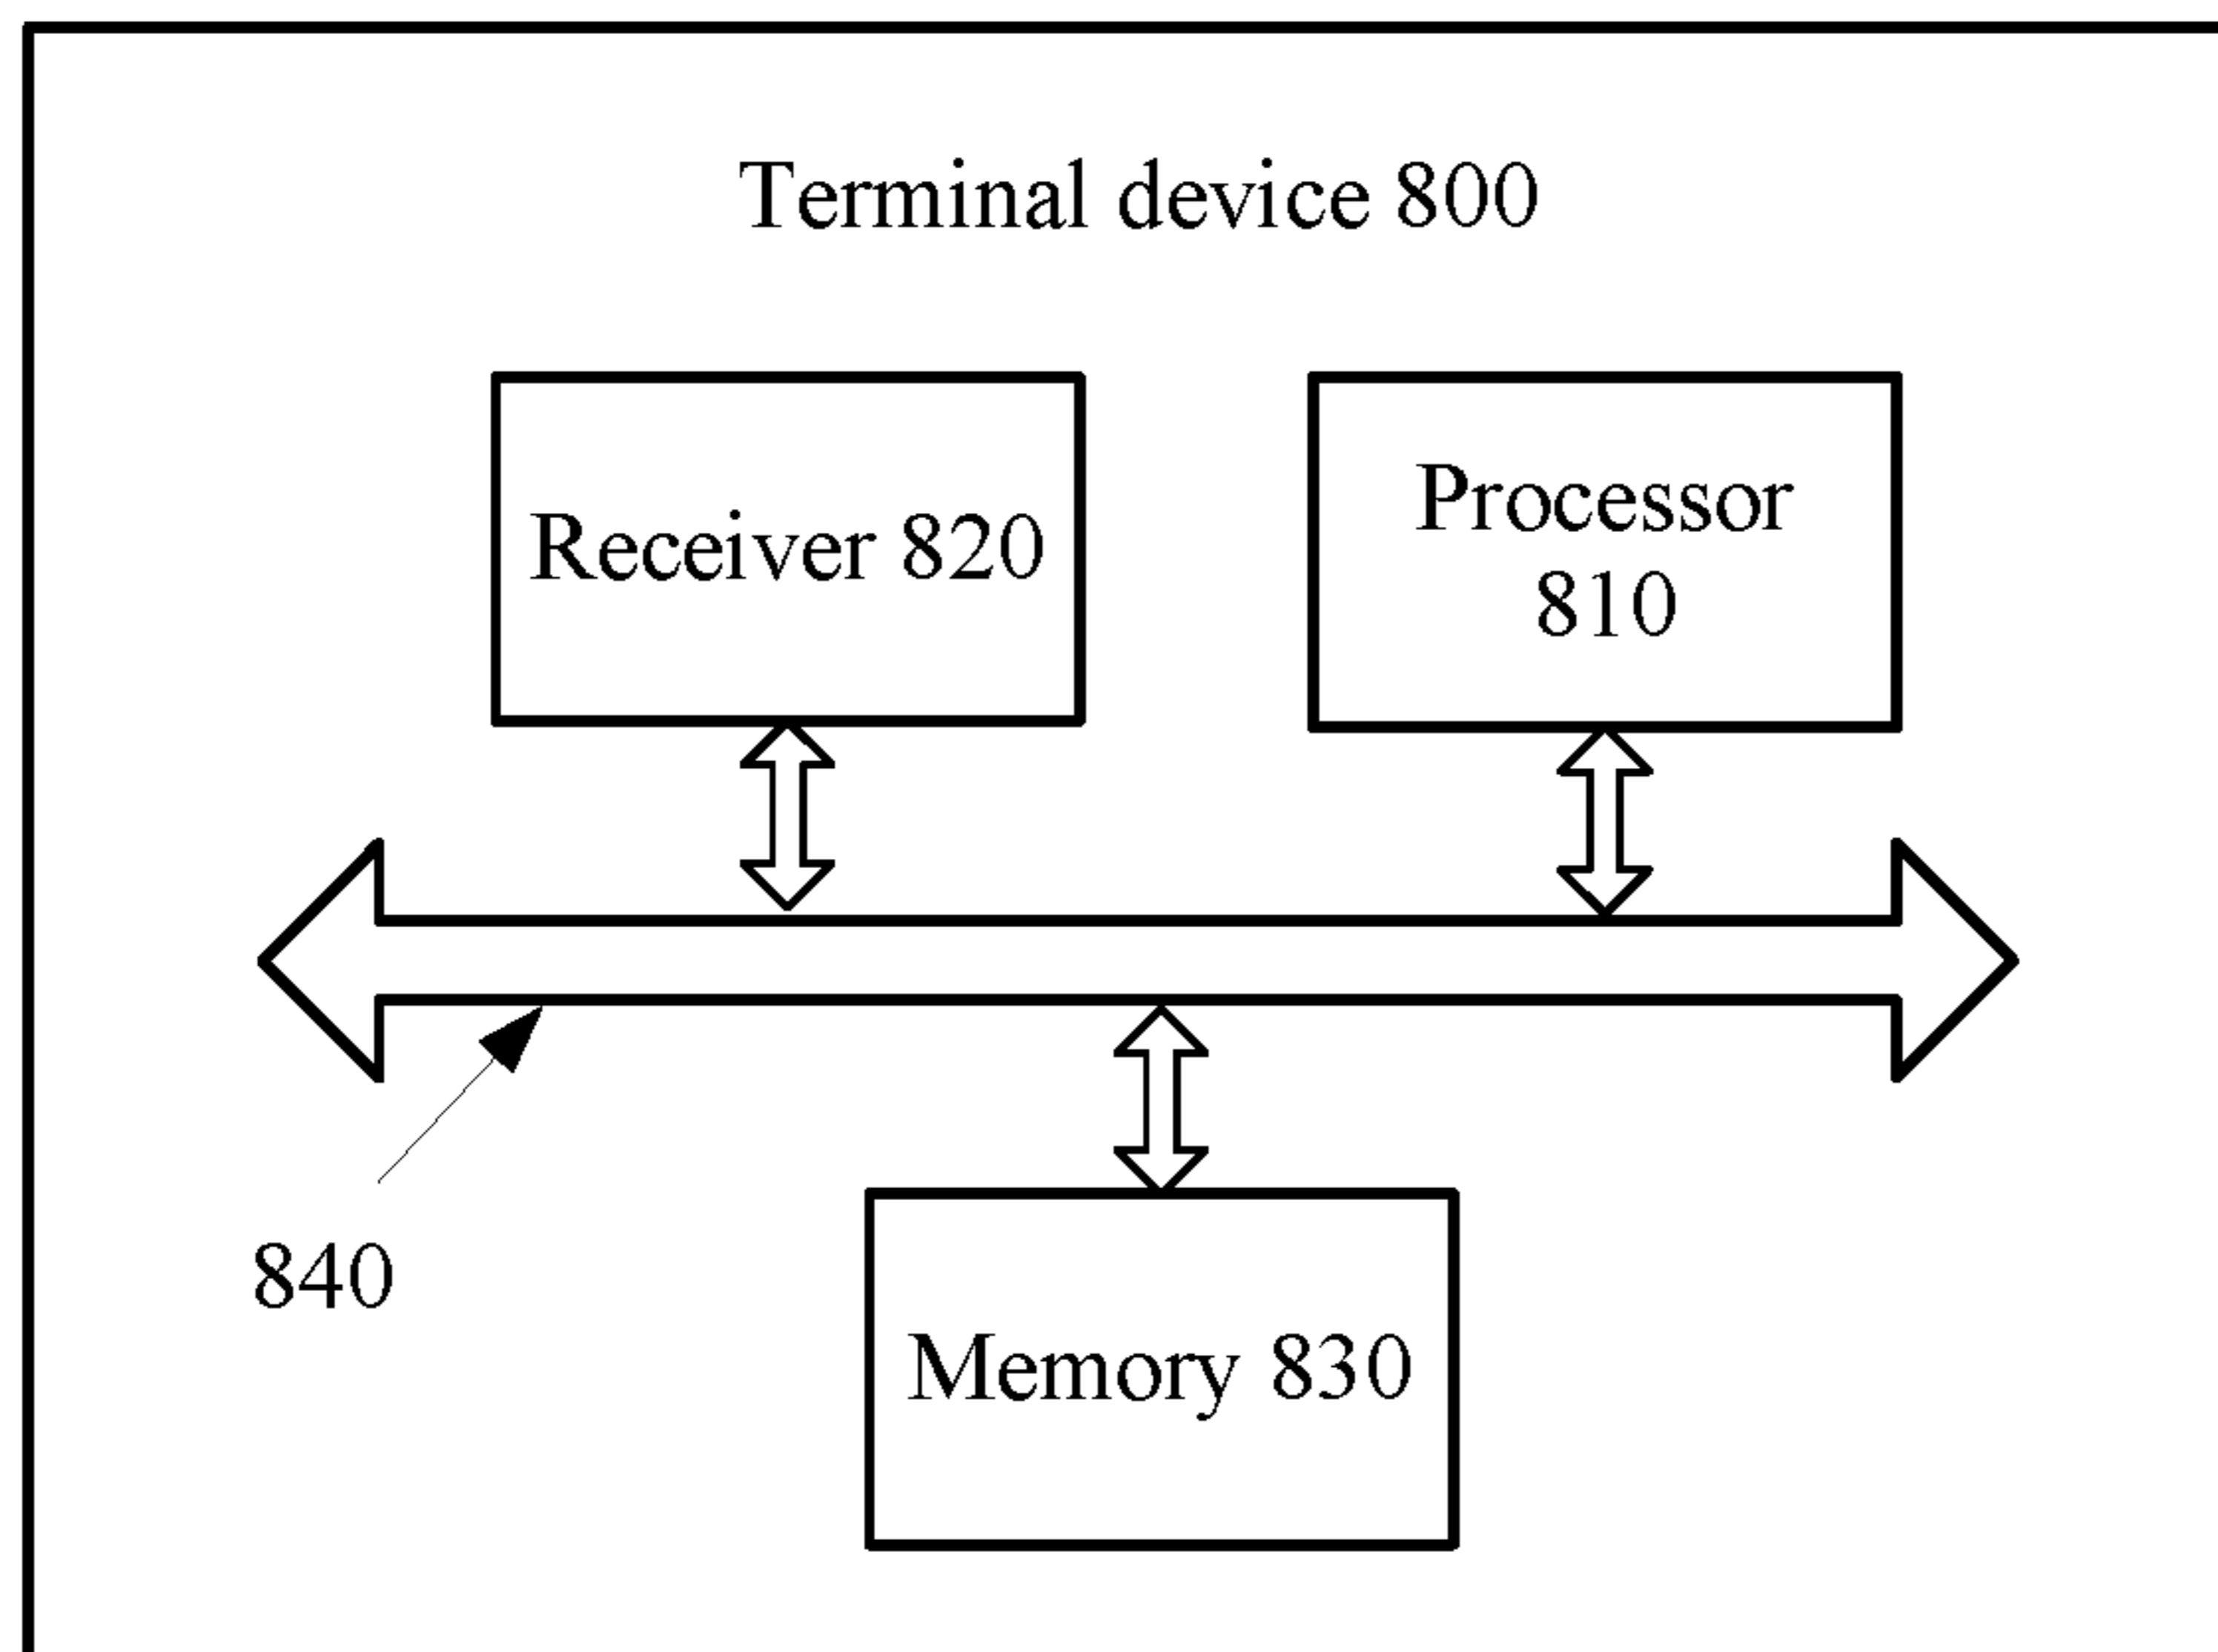 Terminal device 800
Receiver 820
Processor
810
840
Memory 830